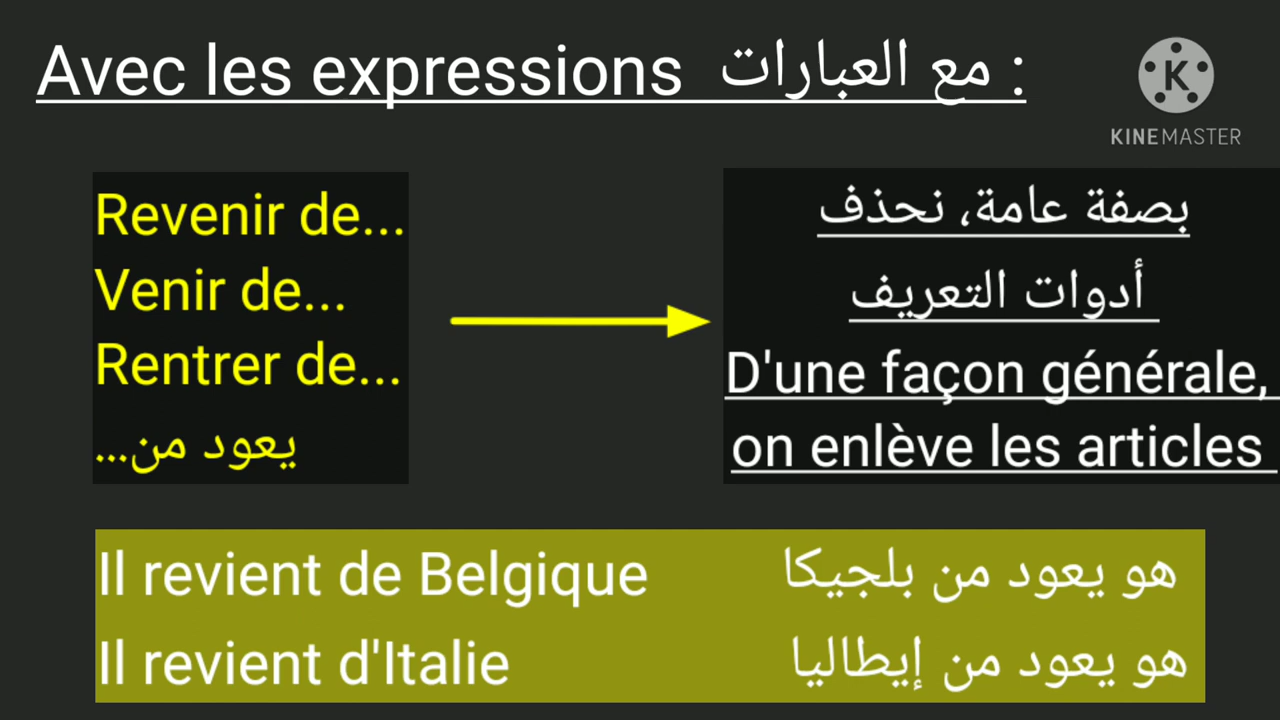 Avec les expressions مع العبارات :
KINEMASTER
Revenir de...
Venir de...
Rentrer de...
يعود من...
بصفة عامة، نحذف
أدوات التعريف
D'une façon générale,
on enlève les articles
Il revient de Belgique هو يعود من بلجيكا
Il revient d'Italie هو يعود من إيطاليا